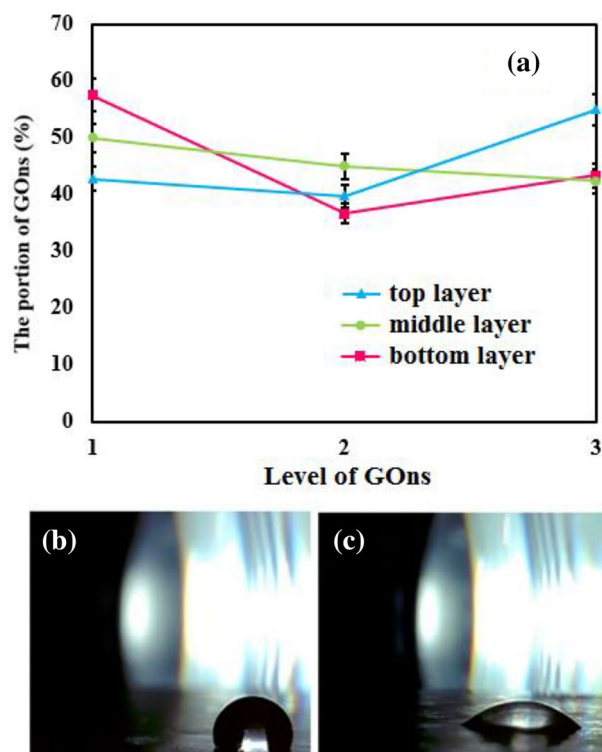 70
(a)
60
50
40
30
20
10
0
The portion of GOns (%)
top layer
middle layer
bottom layer
1 2 3
Level of GOns
(b) (c)